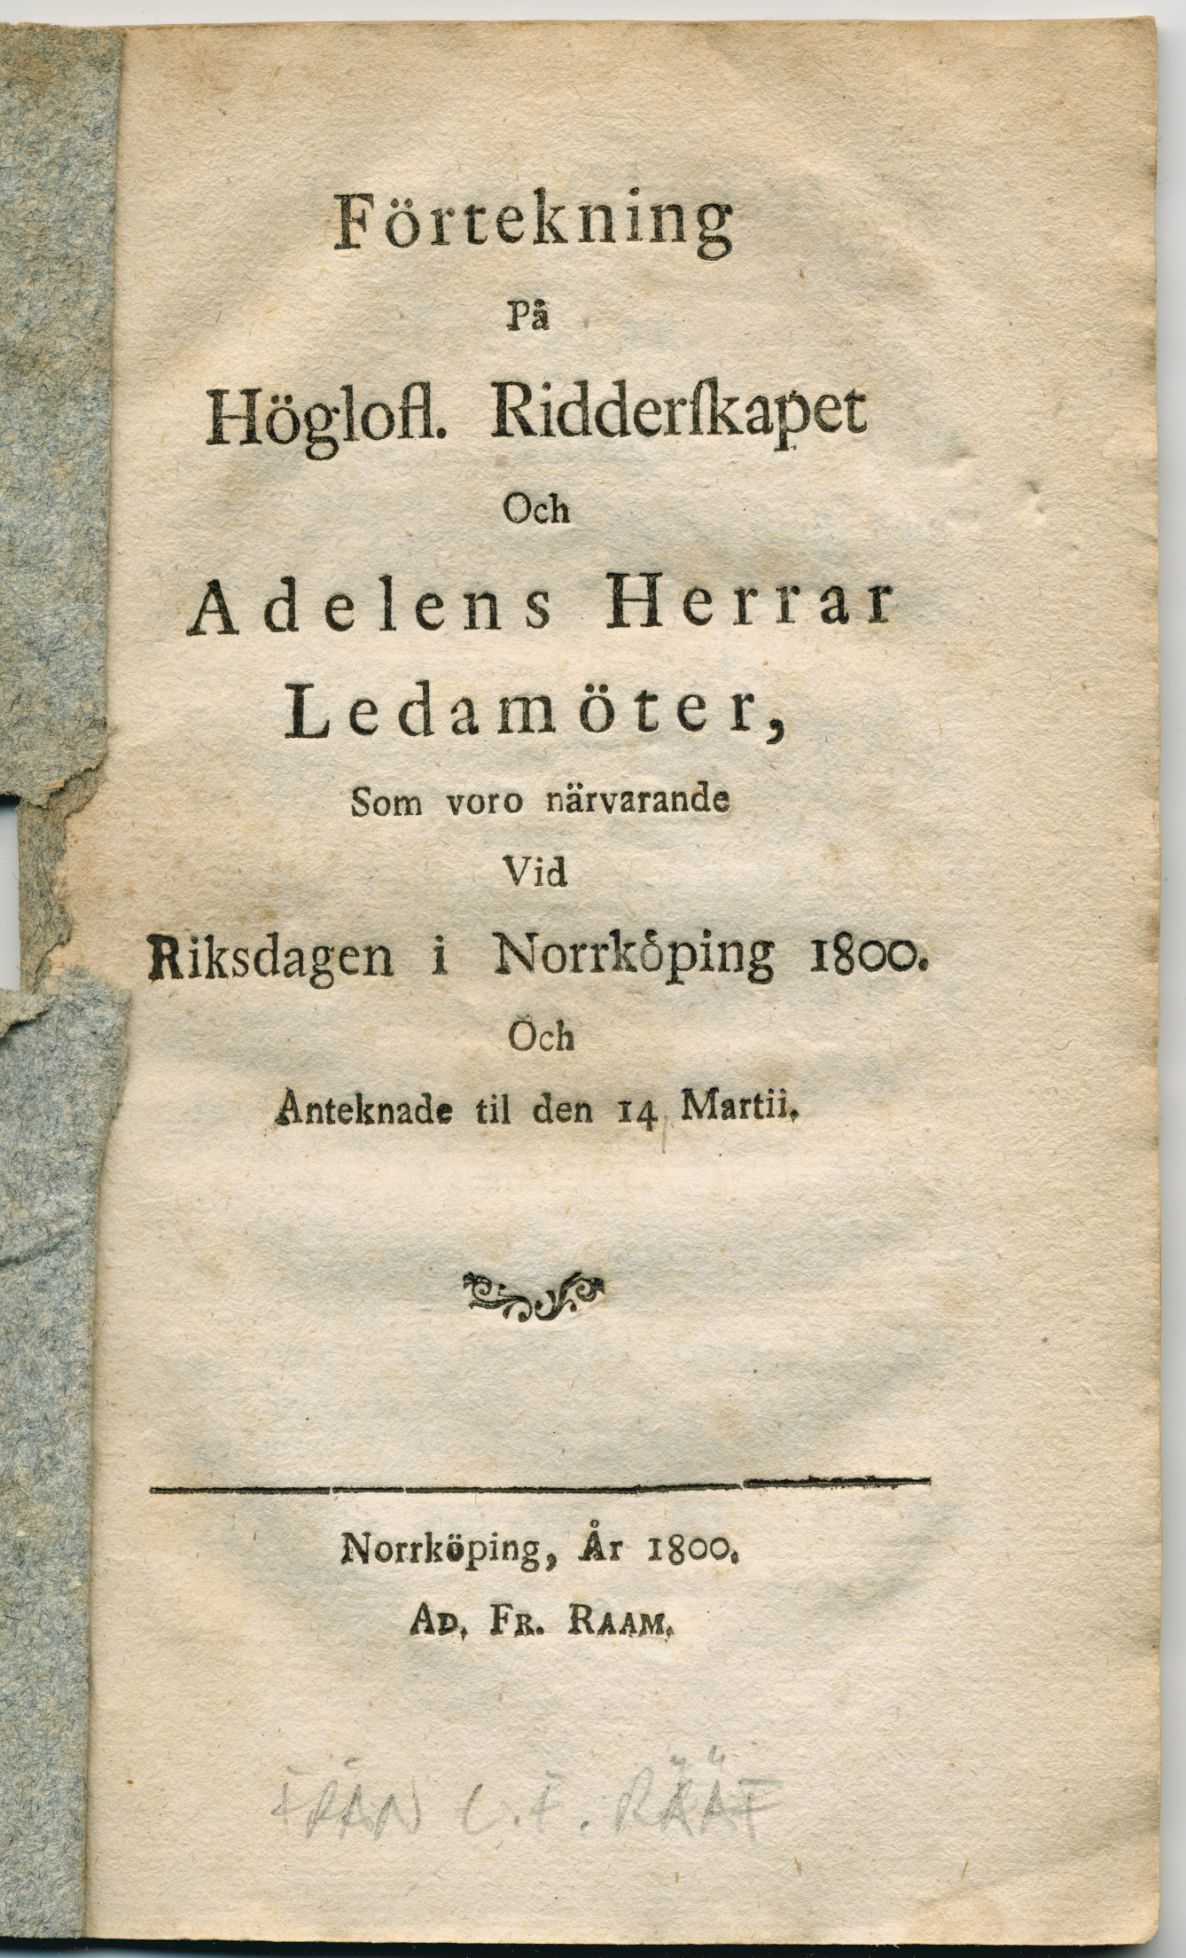 Förtekning
På
Höglofl. Ridderſkapet
Och
Adelens Herrar
Ledamöter,
Som voro närvarande
Vid
Riksdagen i Norrköping 1800.
Och
Anteknade til den 14 Martii.
Norrköping, År 1800.
AD. FR. RAAM.
FRÅN L. F. RÄÄF